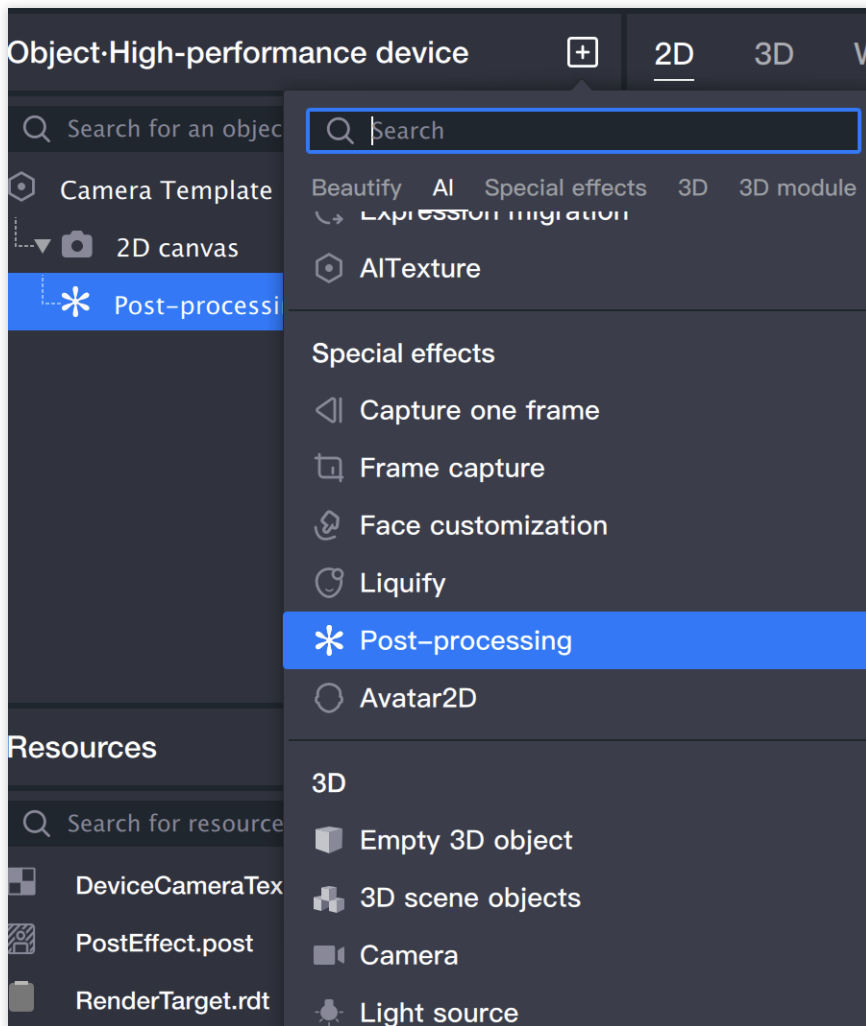 Object·High-performance device
2D 3D
Search for an objec
Search
Camera Template
Beautify AI Special effects 3D 3D module
Expression migration
2D canvas
AITexture
Post-processi
Special effects
Capture one frame
Frame capture
Face customization
Liquify
Post-processing
Avatar2D
Resources
3D
Search for resource
Empty 3D object
DeviceCameraTex
3D scene objects
PostEffect.post
Camera
RenderTarget.rdt
Light source